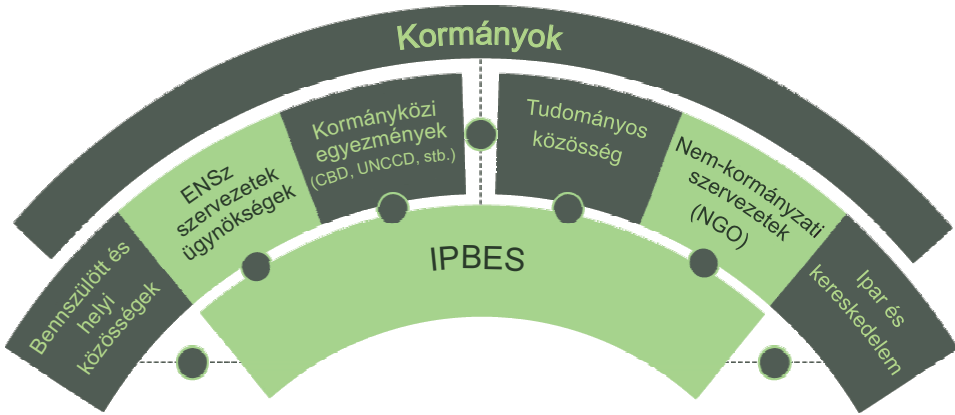 Kormányok
Bennszülött és
helyi
közösségek
ENSz
szervezetek
ügynökségek
Kormányközi
egyezmények
(CBD, UNCCD, stb.)
Tudományos
közösség
Nem-kormányzati
szervezetek
(NGO)
Ipar és
kereskedelem
IPBES